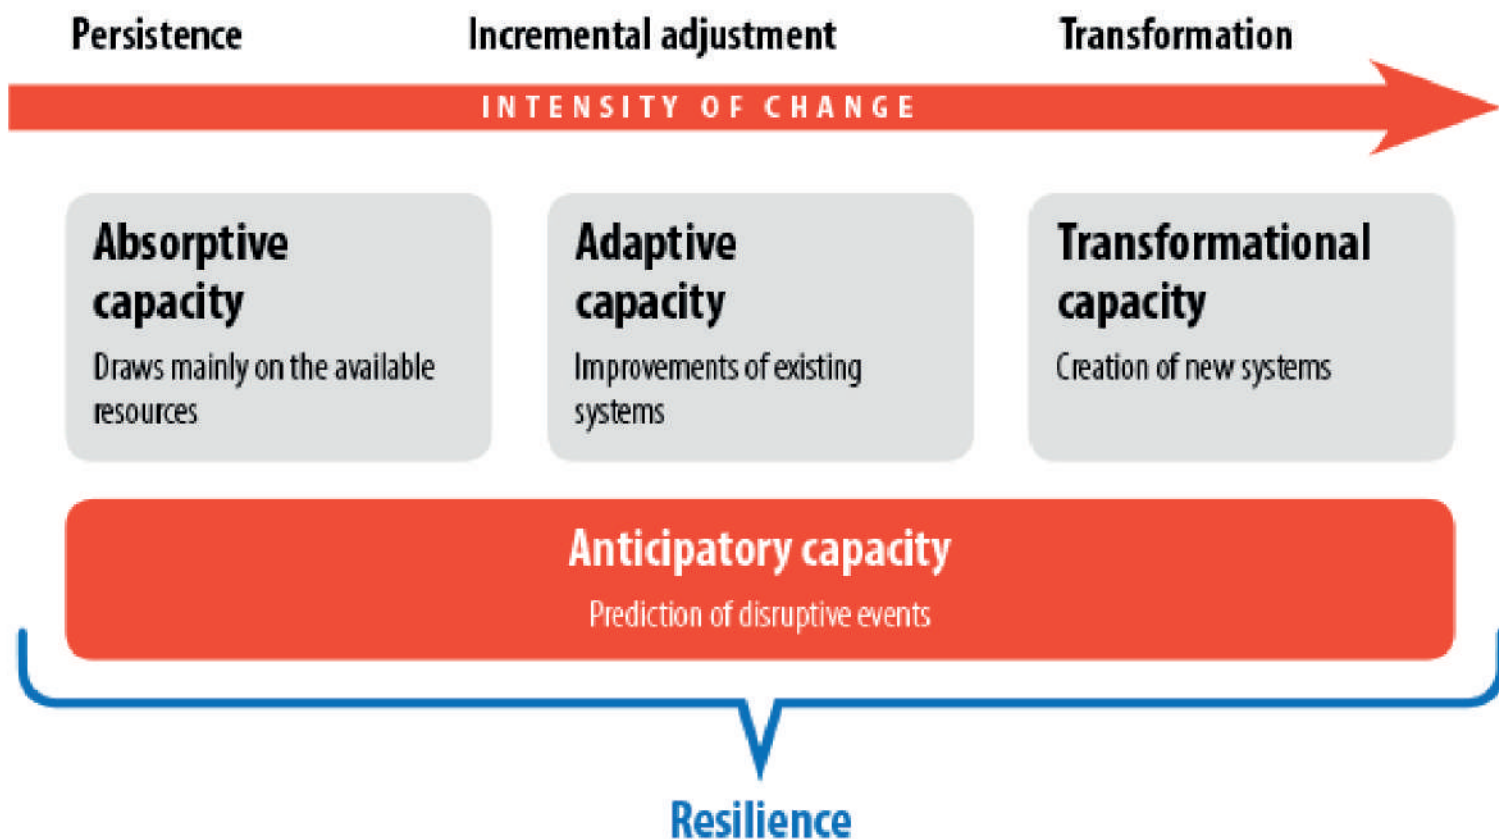 Persistence Incremental adjustment Transformation
INTENSITY OF CHANGE
Absorptive
capacity
Draws mainly on the available
resources
Adaptive
capacity
Improvements of existing
systems
Transformational
capacity
Creation of new systems
Anticipatory capacity
Prediction of disruptive events
Resilience